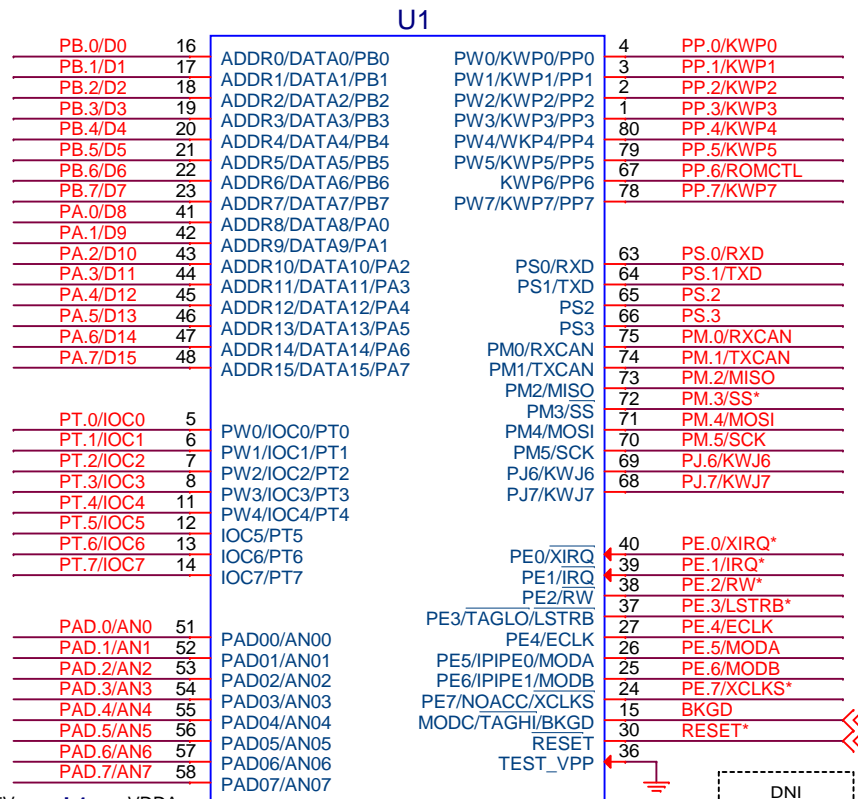 U1
PB.0/D0 16 ADDR0/DATA0/PB0 PW0/KWP0/PP0 4 PP.0/KWP0
PB.1/D1 17 ADDR1/DATA1/PB1 PW1/KWP1/PP1 3 PP.1/KWP1
PB.2/D2 18 ADDR2/DATA2/PB2 PW2/KWP2/PP2 2 PP.2/KWP2
PB.3/D3 19 ADDR3/DATA3/PB3 PW3/KWP3/PP3 1 PP.3/KWP3
PB.4/D4 20 ADDR4/DATA4/PB4 PW4/WKP4/PP4 80 PP.4/KWP4
PB.5/D5 21 ADDR5/DATA5/PB5 PW5/KWP5/PP5 79 PP.5/KWP5
PB.6/D6 22 ADDR6/DATA6/PB6 KWP6/PP6 67 PP.6/ROMCTL
PB.7/D7 23 ADDR7/DATA7/PB7 PW7/KWP7/PP7 78 PP.7/KWP7
PA.0/D8 41 ADDR8/DATA8/PA0
PA.1/D9 42 ADDR9/DATA9/PA1
PA.2/D10 43 ADDR10/DATA10/PA2 PS0/RXD 63 PS.0/RXD
PA.3/D11 44 ADDR11/DATA11/PA3 PS1/TXD 64 PS.1/TXD
PA.4/D12 45 ADDR12/DATA12/PA4 PS2 65 PS.2
PA.5/D13 46 ADDR13/DATA13/PA5 PS3 66 PS.3
PA.6/D14 47 ADDR14/DATA14/PA6 PM0/RXCAN 75 PM.0/RXCAN
PA.7/D15 48 ADDR15/DATA15/PA7 PM1/TXCAN 74 PM.1/TXCAN
PM2/MISO 73 PM.2/MISO
PM3/SS 72 PM.3/SS*
PT.0/IOC0 5 PW0/IOC0/PT0 PM4/MOSI 71 PM.4/MOSI
PT.1/IOC1 6 PW1/IOC1/PT1 PM5/SCK 70 PM.5/SCK
PT.2/IOC2 7 PW2/IOC2/PT2 PJ6/KWJ6 69 PJ.6/KWJ6
PT.3/IOC3 8 PW3/IOC3/PT3 PJ7/KWJ7 68 PJ.7/KWJ7
PT.4/IOC4 11 PW4/IOC4/PT4
PT.5/IOC5 12 IOC5/PT5
PT.6/IOC6 13 IOC6/PT6 PE0/XIRQ 40 PE.0/XIRQ*
PT.7/IOC7 14 IOC7/PT7 PE1/IRQ 39 PE.1/IRQ*
PE2/RW 38 PE.2/RW*
PE3/TAGLO/LSTRB 37 PE.3/LSTRB*
PAD.0/AN0 51 PAD00/AN00 PE4/ECLK 27 PE.4/ECLK
PAD.1/AN1 52 PAD01/AN01 PE5/IPIPE0/MODA 26 PE.5/MODA
PAD.2/AN2 53 PAD02/AN02 PE6/IPIPE1/MODB 25 PE.6/MODB
PAD.3/AN3 54 PAD03/AN03 PE7/NOACC/XCLKS 24 PE.7/XCLKS*
PAD.4/AN4 55 PAD04/AN04 MODC/TAGHI/BKGD 15 BKGD
PAD.5/AN5 56 PAD05/AN05 RESET 30 RESET*
PAD.6/AN6 57 PAD06/AN06 TEST_VPP 36
PAD.7/AN7 58 PAD07/AN07
DNI